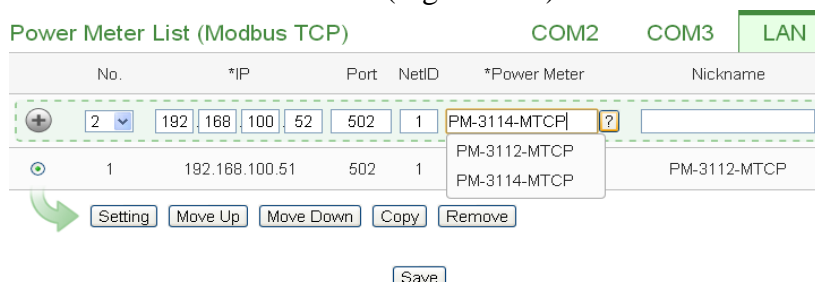 Power Meter List (Modbus TCP) COM2 COM3 LAN
No. *IP Port NetID *Power Meter Nickname
2 192 . 168 . 100 . 52 502 1 PM-3114-MTCP ?
PM-3112-MTCP
PM-3114-MTCP
1 192.168.100.51 502 1 PM-3112-MTCP
Setting Move Up Move Down Copy Remove
Save